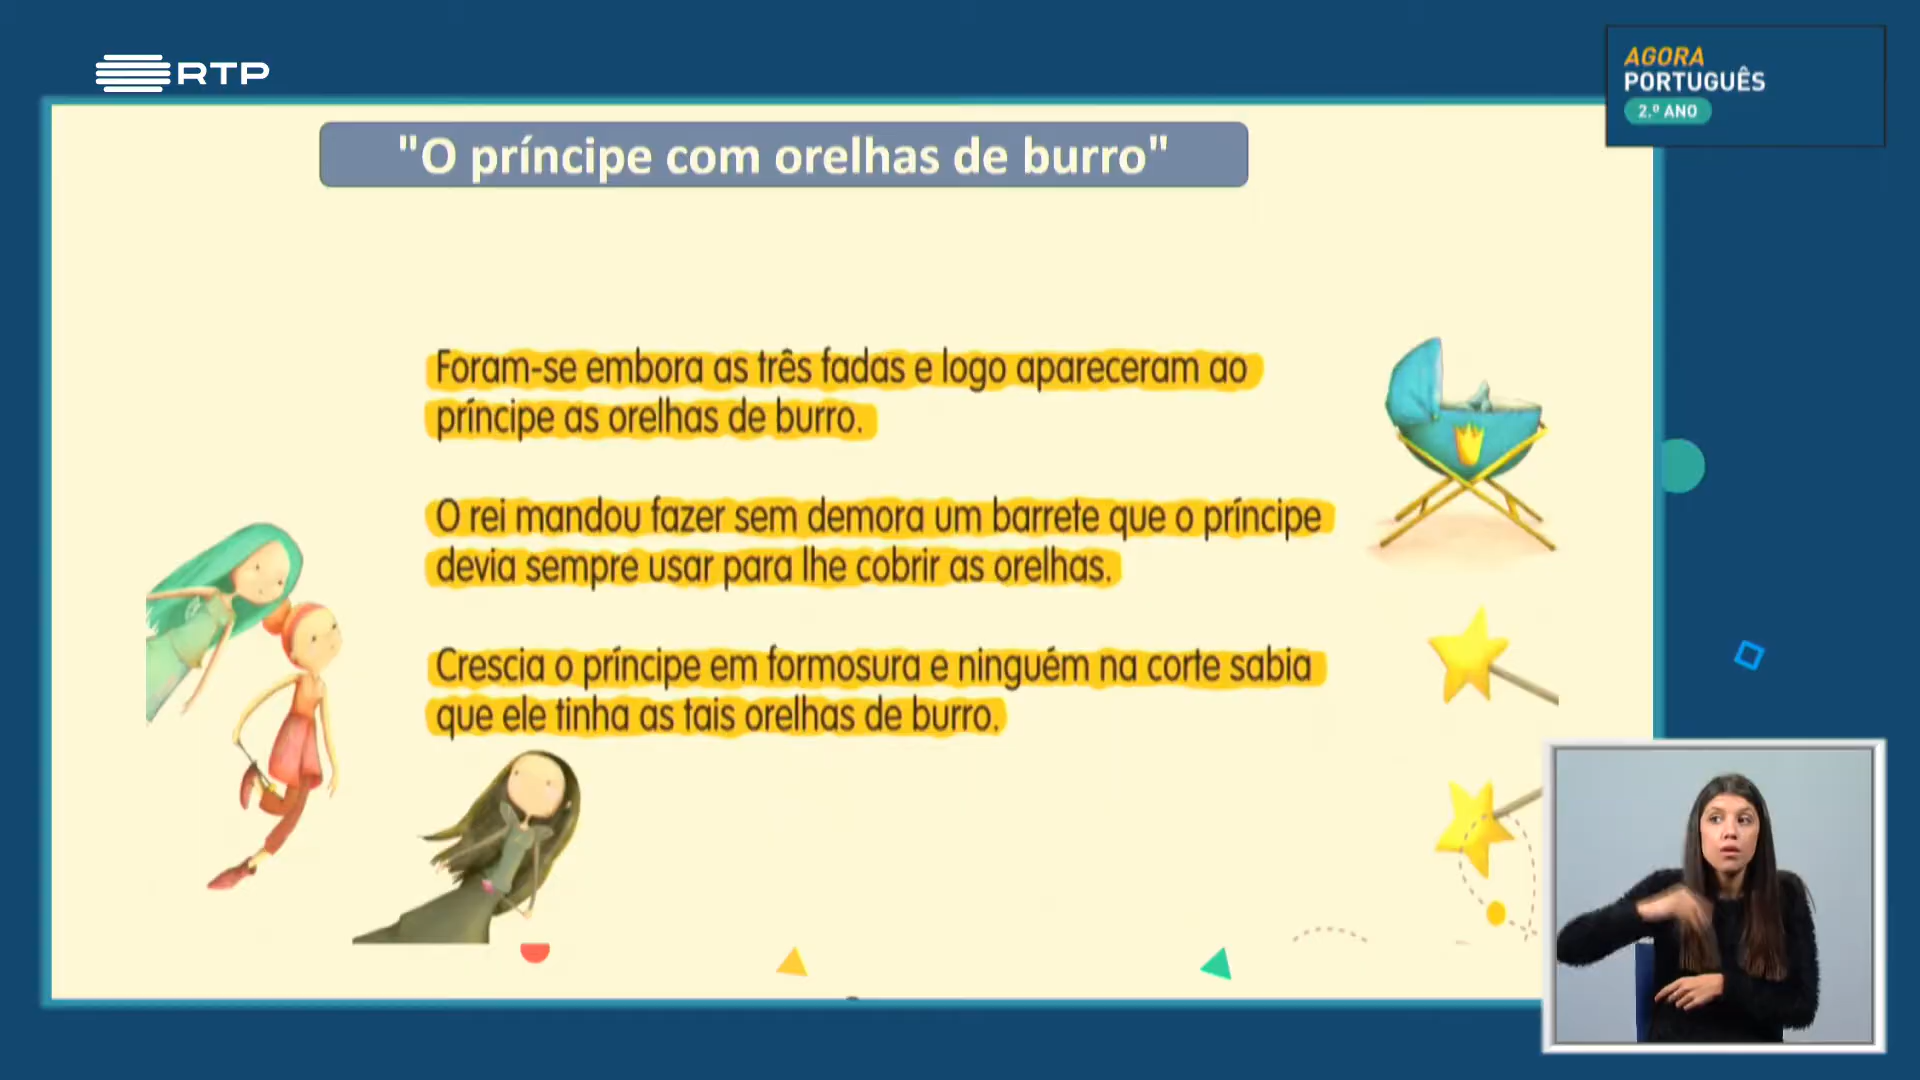 RTP
AGORA
PORTUGUÊS
2.º ANO
"O príncipe com orelhas de burro"
Foram-se embora as três fadas e logo apareceram ao
príncipe as orelhas de burro.
O rei mandou fazer sem demora um barrete que o príncipe
devia sempre usar para lhe cobrir as orelhas.
Crescia o príncipe em formosura e ninguém na corte sabia
que ele tinha as tais orelhas de burro.